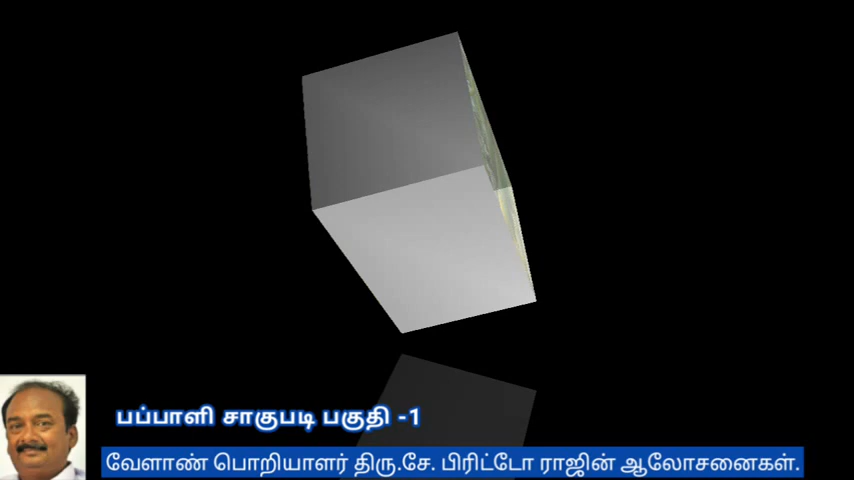 பப்பாளி சாகுபடி பகுதி -1
வேளாண் பொறியாளர் திரு.சே. பிரிட்டோ ராஜின் ஆலோசனைகள்.